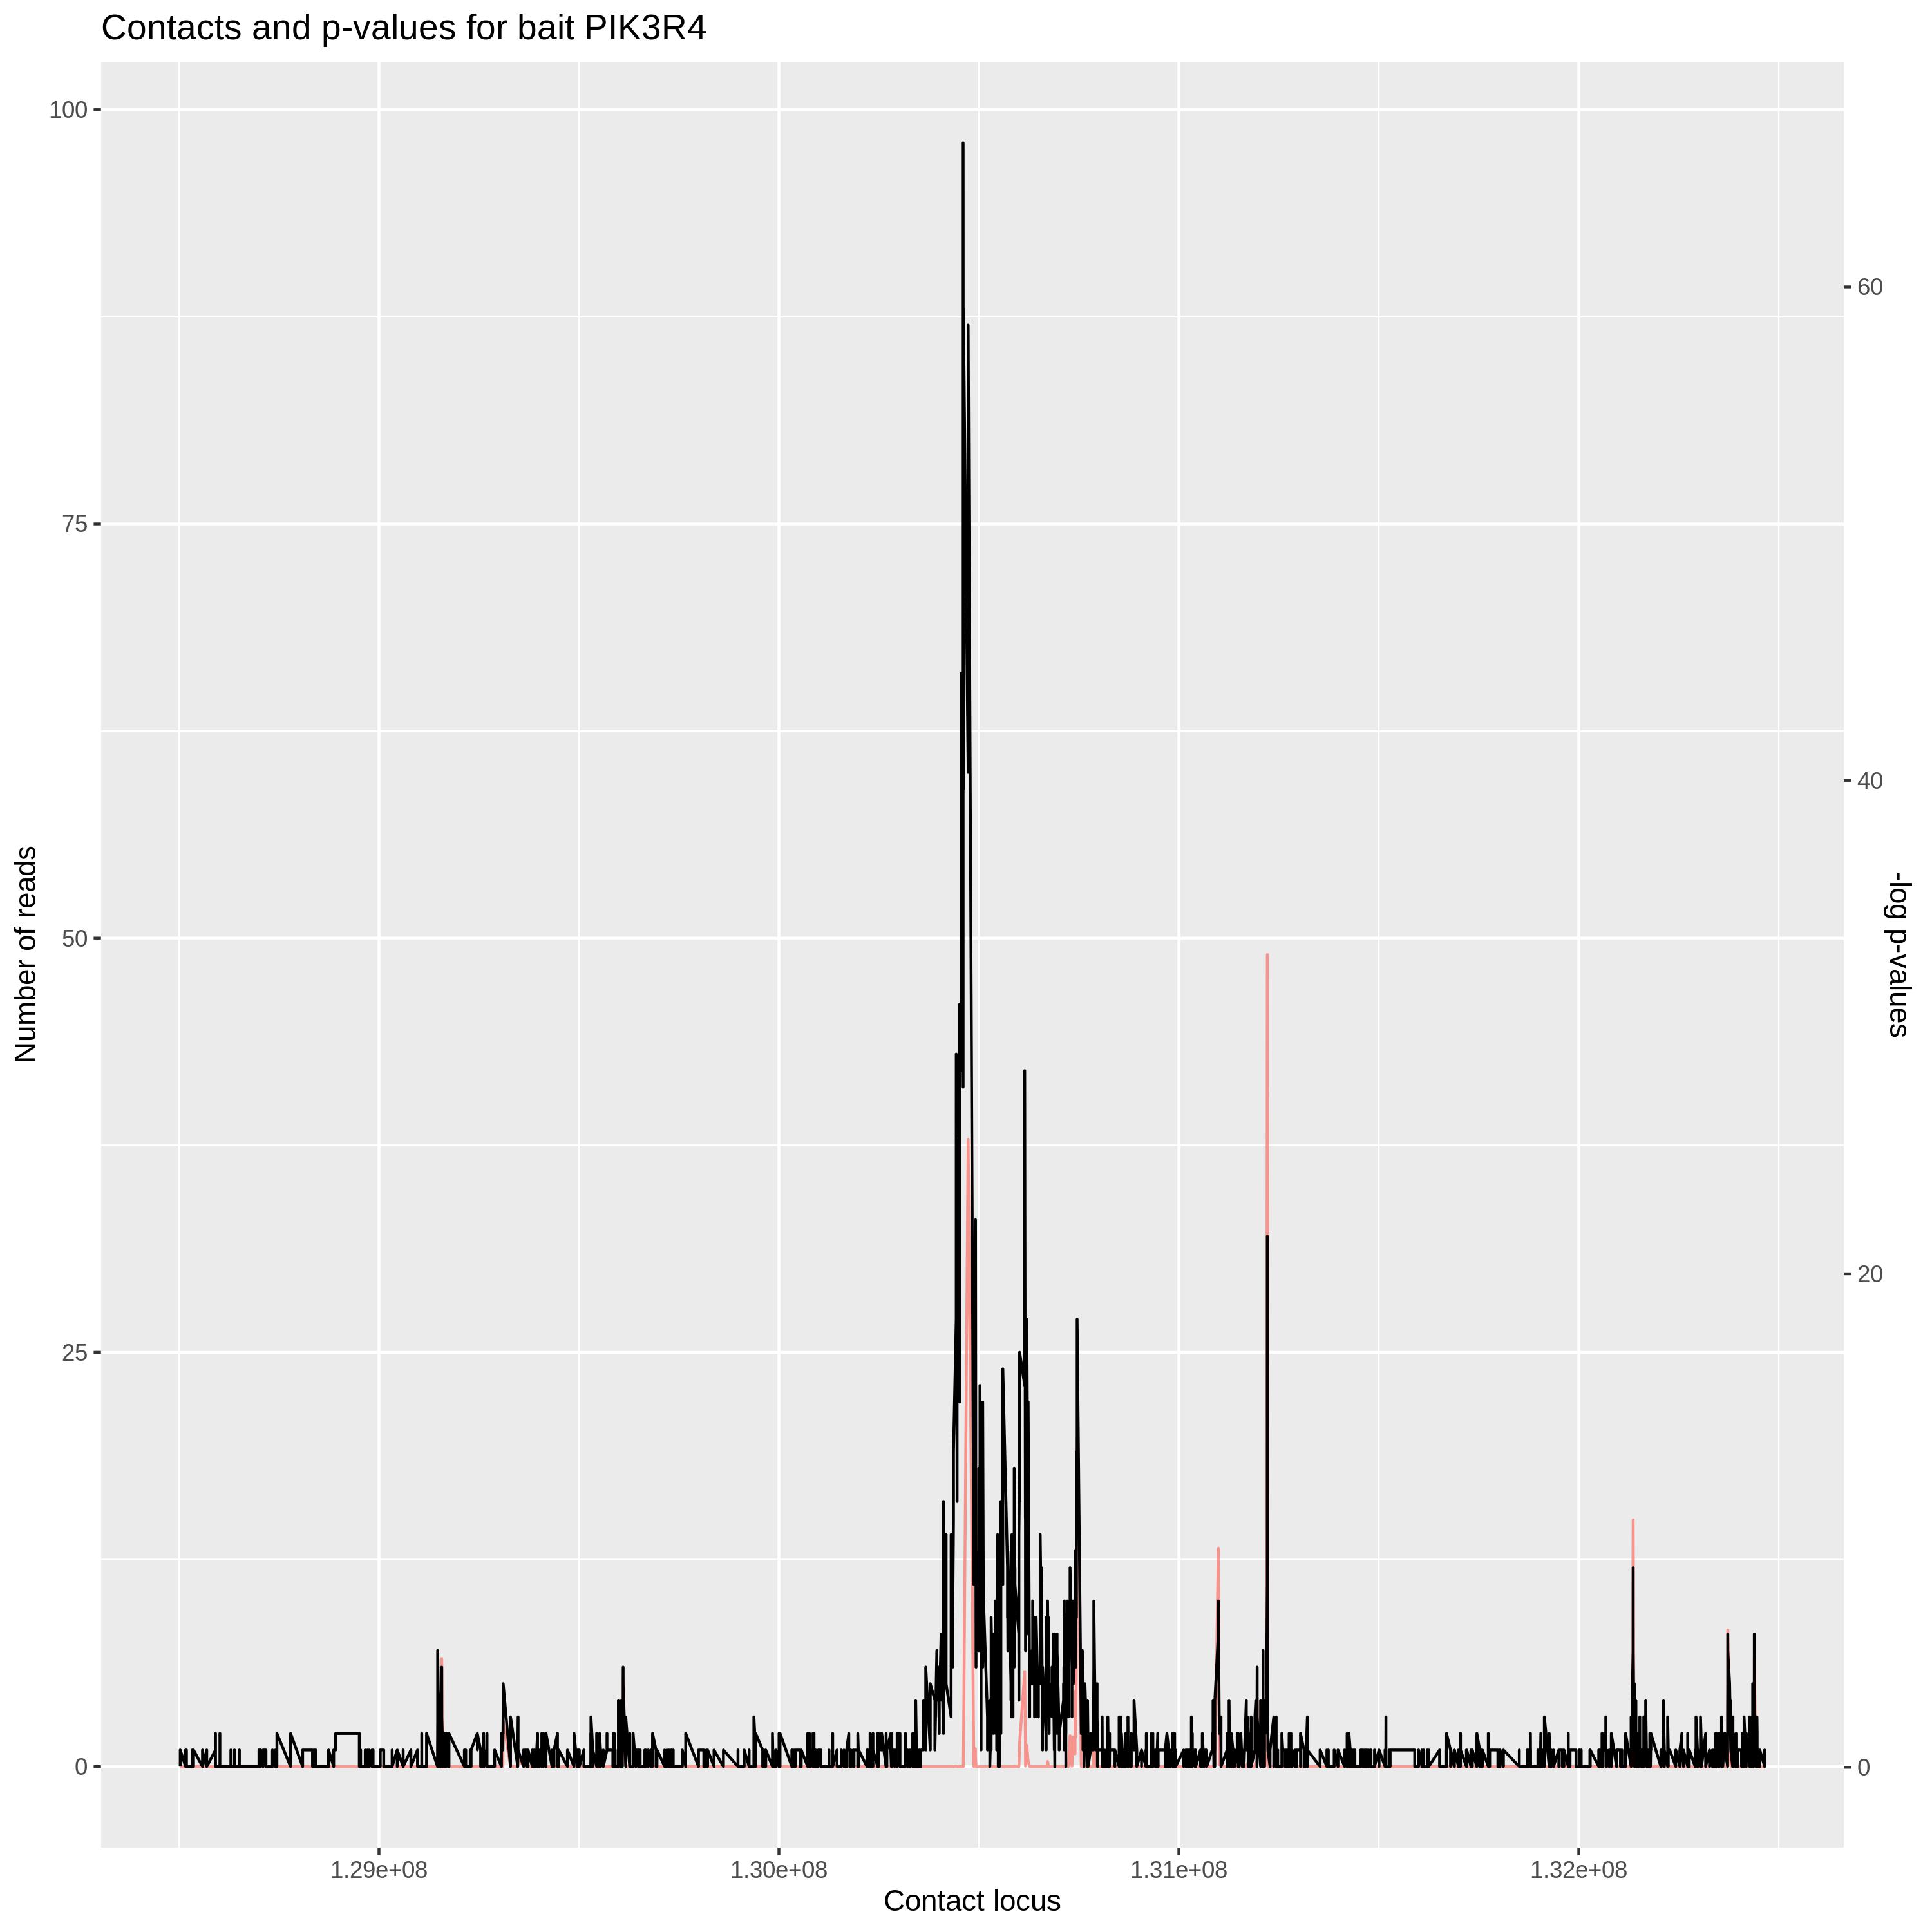 Contacts and p-values for bait PIK3R4
100
75
50
25
0
Number of reads
60
40
20
0
-log p-values
1.29e+08
1.30e+08
1.31e+08
1.32e+08
Contact locus